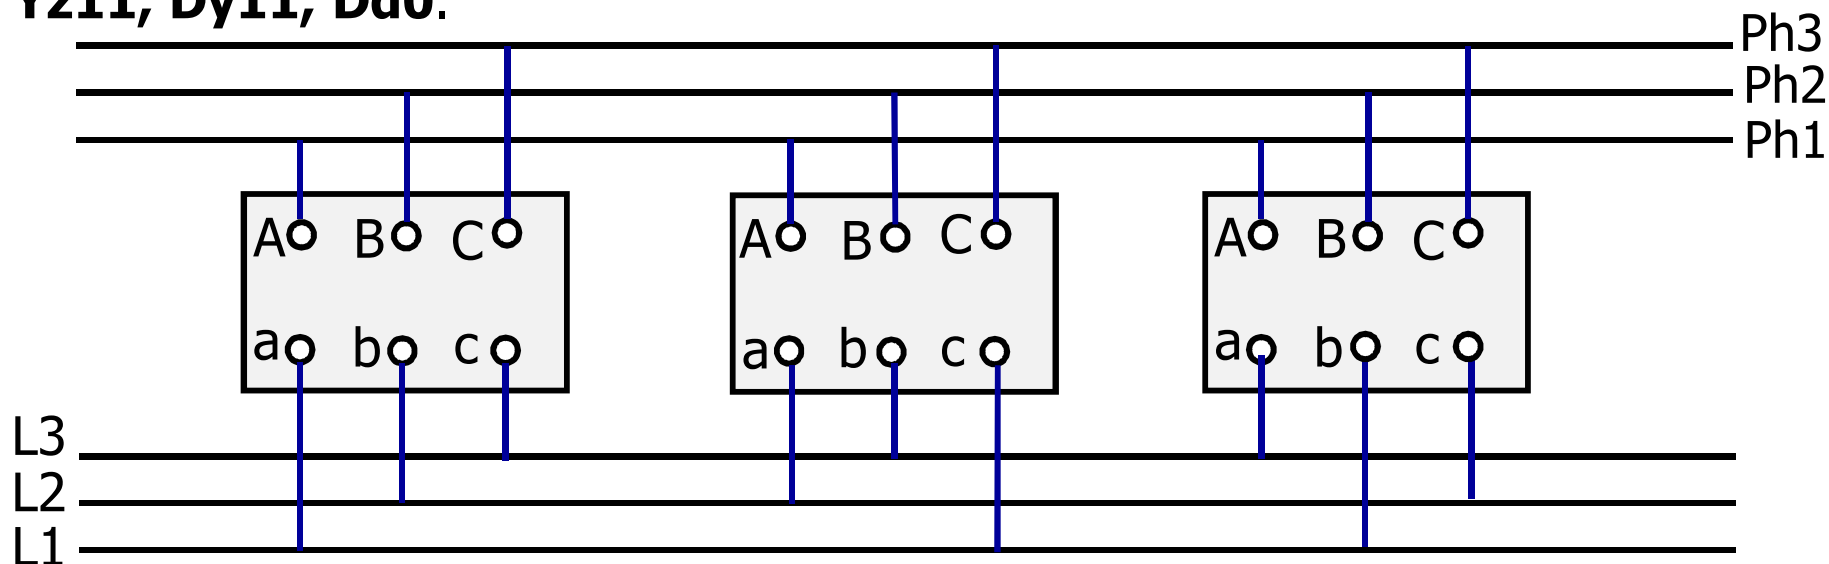 Yz11, Dy11, Dd0.
Ph3
Ph2
Ph1
A B C A B C A B C
a b c a b c a b c
L3
L2
L1